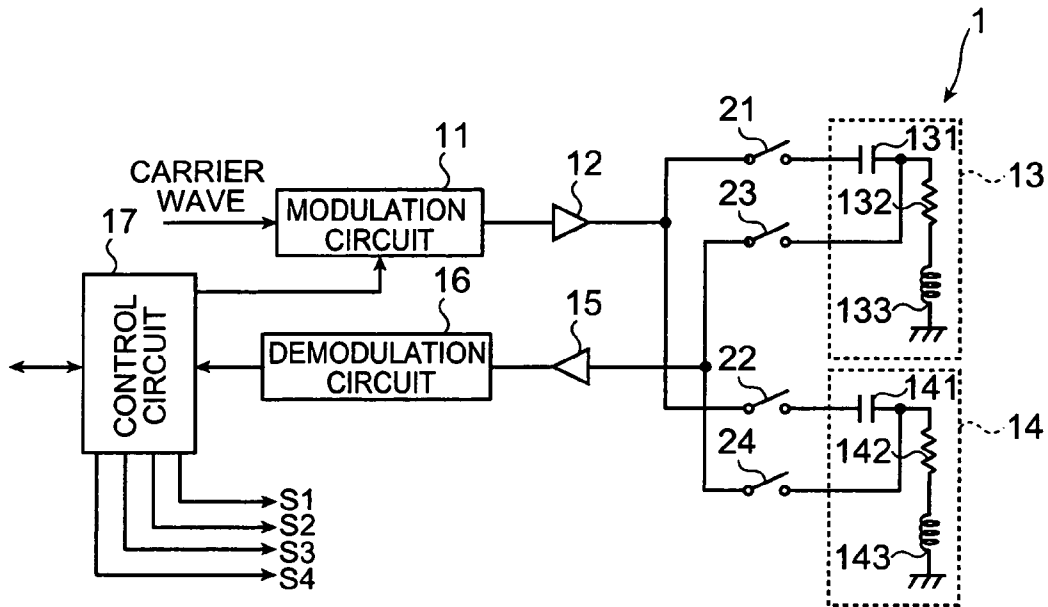 1
21
131
11
12
CARRIER
WAVE
MODULATION
CIRCUIT
132
13
23
17
133
16
15
CONTROL
CIRCUIT
DEMODULATION
CIRCUIT
22
141
142
14
24
143
S1
S2
S3
S4